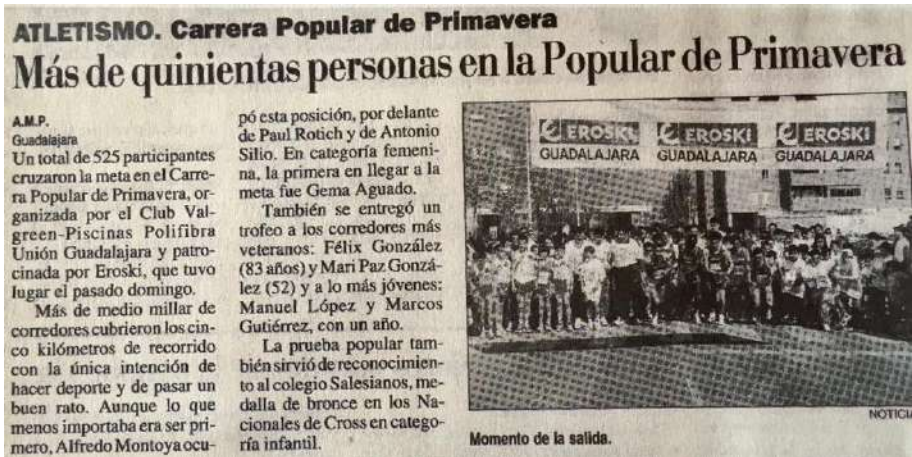 ATLETISMO. Carrera Popular de Primavera
Más de quinientas personas en la Popular de Primavera
A.M.P.
Guadalajara
Un total de 525 participantes
cruzaron la meta en el Carre-
ra Popular de Primavera, or-
ganizada por el Club Val-
green-Piscinas Polifibra
Unión Guadalajara y patro-
cinada por Eroski, que tuvo
lugar el pasado domingo.
Más de medio millar de
corredores cubrieron los cin-
co kilómetros de recorrido
con la única intención de
hacer deporte y de pasar un
buen rato. Aunque lo que
menos importaba era ser pri-
mero, Alfredo Montoya ocu-
pó esta posición, por delante
de Paul Rotich y de Antonio
Silio. En categoría femeni-
na, la primera en llegar a la
meta fue Gema Aguado.
También se entregó un
trofeo a los corredores más
veteranos: Félix González
(83 años) y Mari Paz Gonzá-
lez (52) y a lo más jóvenes:
Manuel López y Marcos
Gutiérrez, con un año.
La prueba popular tam-
bién sirvió de reconocimien-
to al colegio Salesianos, me-
dalla de bronce en los Na-
cionales de Cross en catego-
ría infantil.
EROSKI EROSKI EROSKI
GUADALAJARA GUADALAJARA GUADALAJARA
NOTICIA
Momento de la salida.